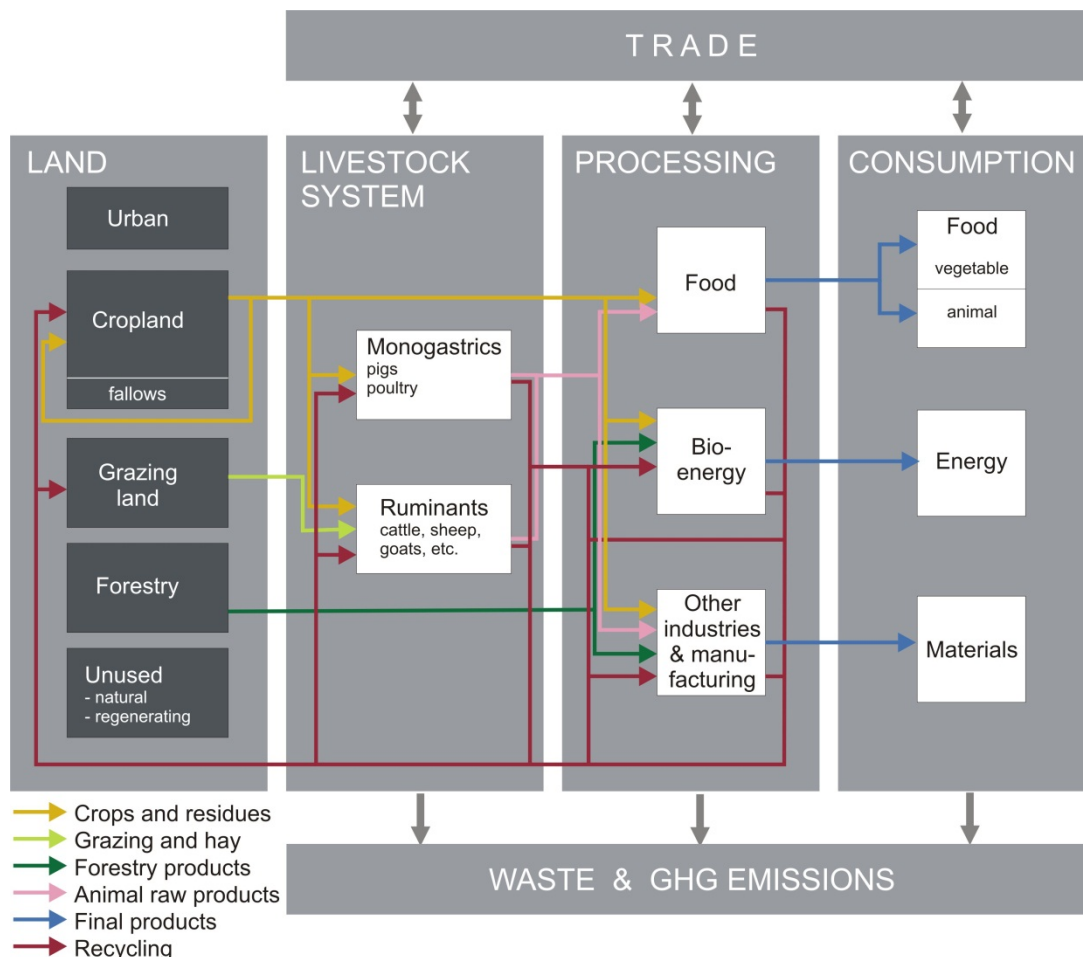 TRADE
LAND
Urban
Cropland
fallows
Grazing
land
Forestry
Unused
- natural
- regenerating
LIVESTOCK
SYSTEM
Monogastrics
pigs
poultry
Ruminants
cattle, sheep,
goats, etc.
PROCESSING
Food
Bio-
energy
Other
industries
& manu-
facturing
CONSUMPTION
Food
vegetable
animal
Energy
Materials
Crops and residues
Grazing and hay
Forestry products
Animal raw products
Final products
Recycling
WASTE & GHG EMISSIONS